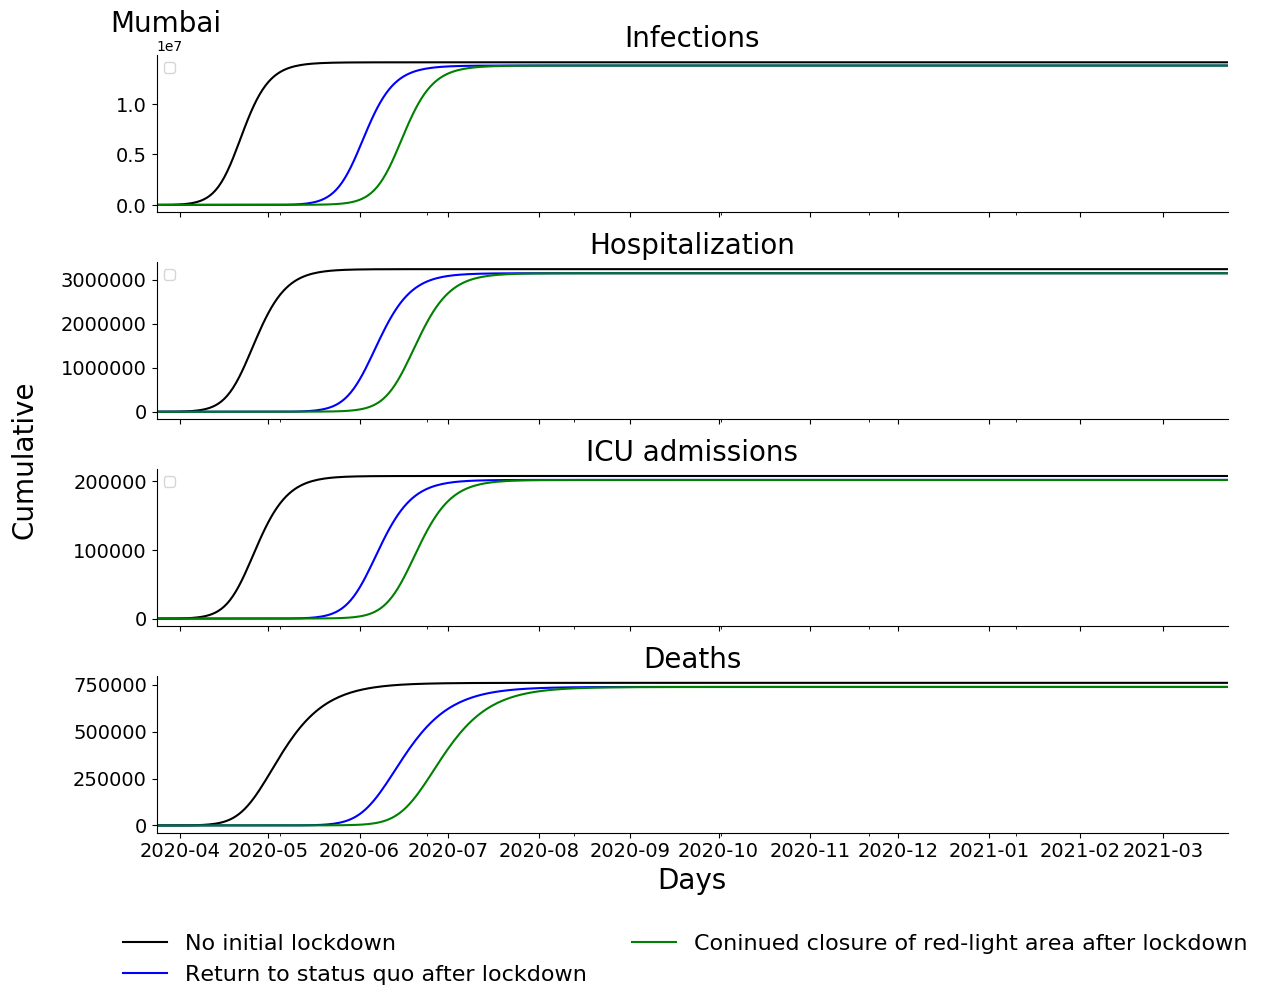 Mumbai
Infections
1e7
1.0
0.5
0.0
Hospitalization
3000000
2000000
1000000
0
ICU admissions
200000
100000
0
Deaths
750000
500000
250000
0
Cumulative
2020-04 2020-05 2020-06 2020-07 2020-08 2020-09 2020-10 2020-11 2020-12 2021-01 2021-02 2021-03
Days
No initial lockdown
Return to status quo after lockdown
Coninued closure of red-light area after lockdown